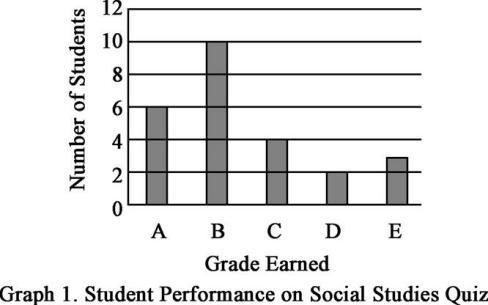 12
10
8
6
4
2
0
Number of Students
A B C D E
Grade Earned
Graph 1. Student Performance on Social Studies Quiz